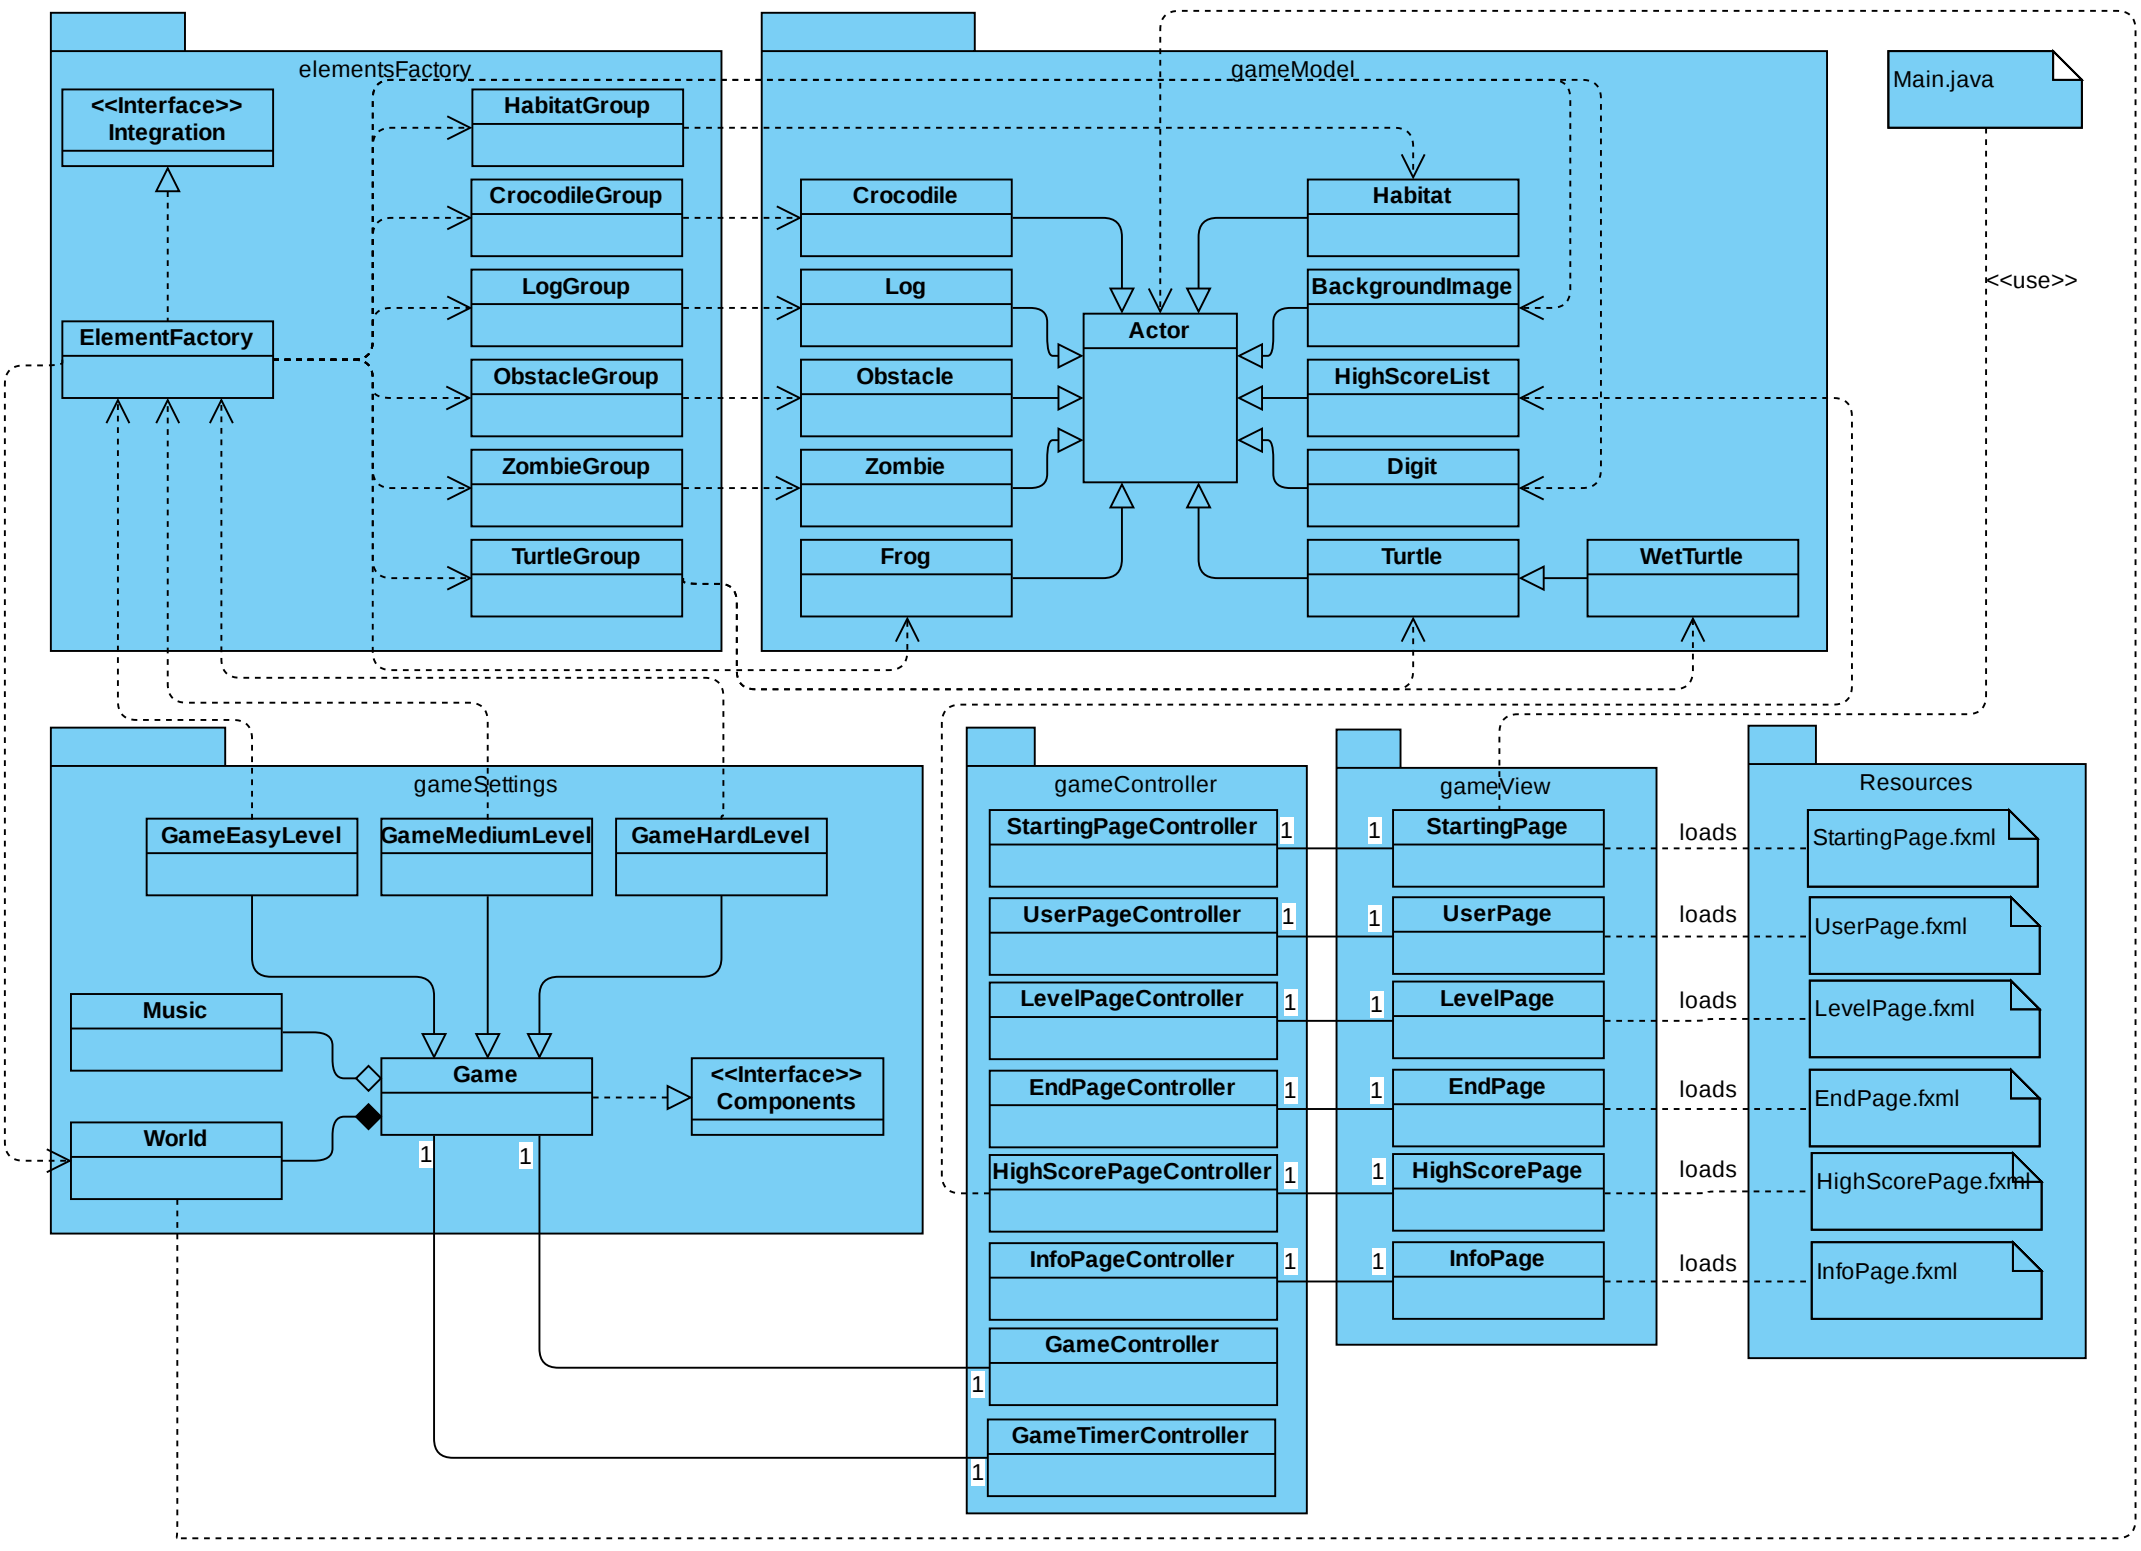 elementsFactory
<<Interface>>
Integration
HabitatGroup
CrocodileGroup
LogGroup
ElementFactory
ObstacleGroup
ZombieGroup
TurtleGroup
gameModel
Crocodile
Habitat
Log
BackgroundImage
Actor
Obstacle
HighScoreList
Zombie
Digit
Frog
Turtle
WetTurtle
Main.java
<<use>>
gameSettings
GameEasyLevel
GameMediumLevel
GameHardLevel
Music
Game
<<Interface>>
Components
World
1
1
gameController
StartingPageController
1
UserPageController
1
LevelPageController
1
EndPageController
1
HighScorePageController
1
InfoPageController
1
GameController
1
GameTimerController
1
gameView
1
StartingPage
1
UserPage
1
LevelPage
1
EndPage
1
HighScorePage
1
InfoPage
loads
loads
loads
loads
loads
loads
Resources
StartingPage.fxml
UserPage.fxml
LevelPage.fxml
EndPage.fxml
HighScorePage.fxml
InfoPage.fxml